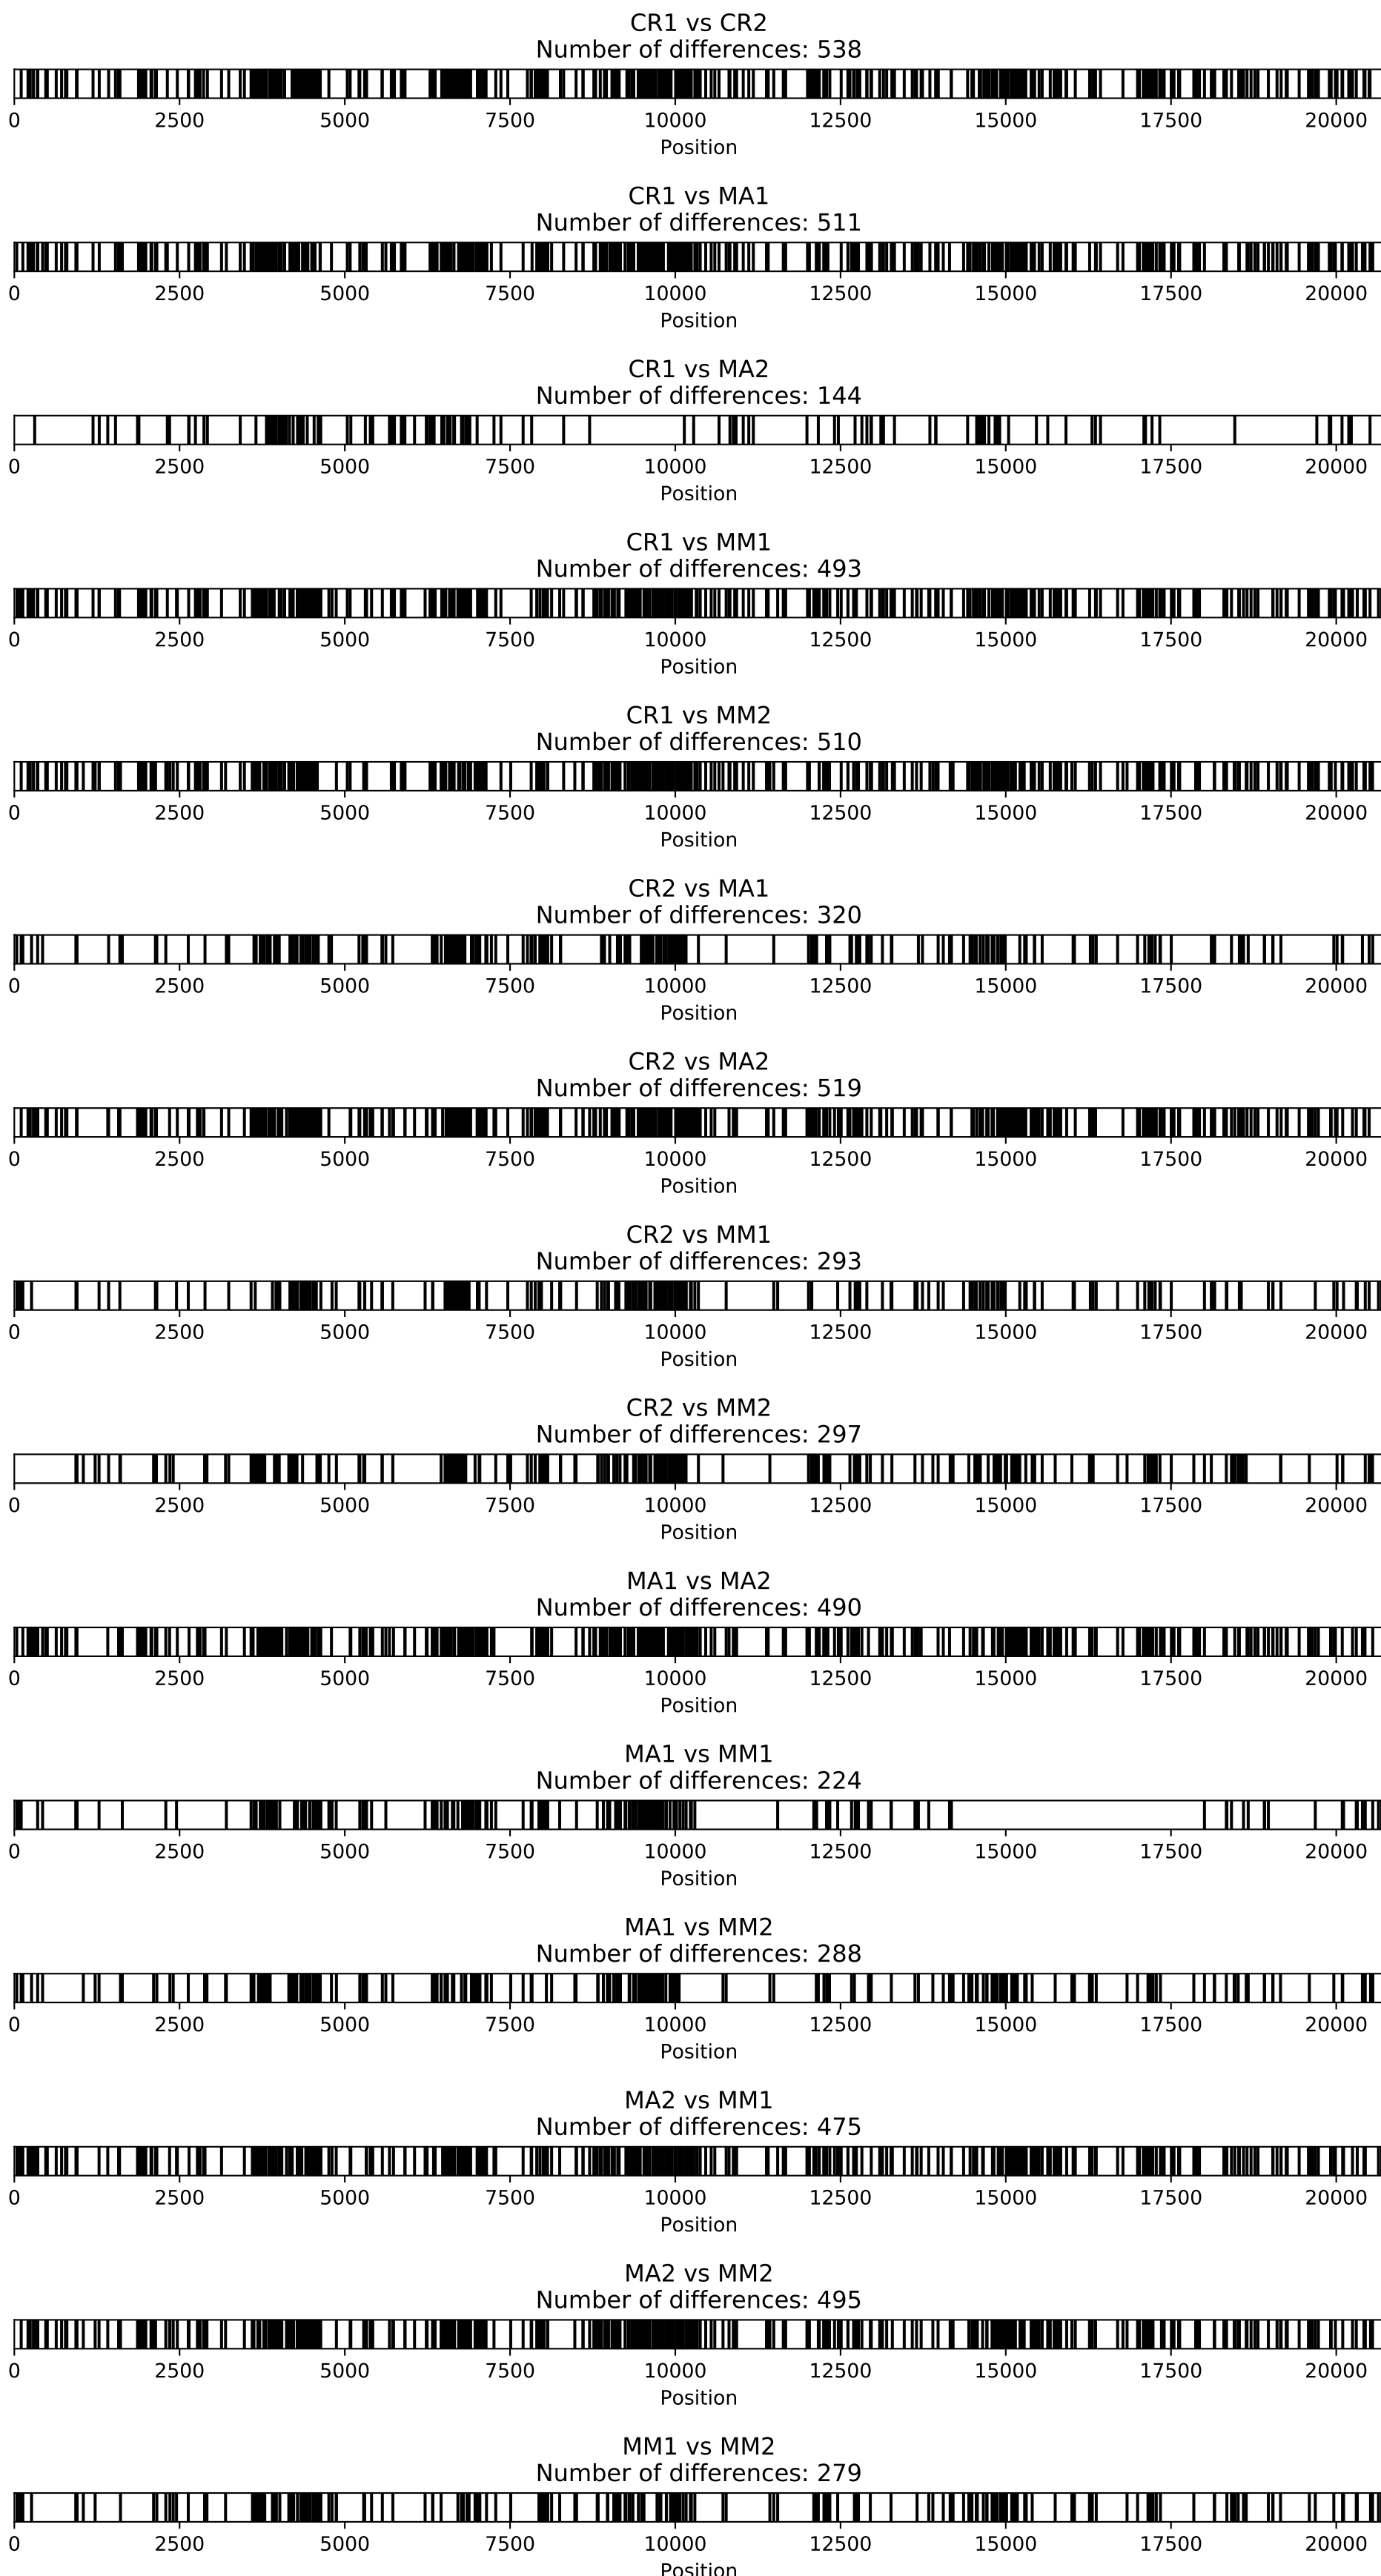 CR1 vs CR2
Number of differences: 538
0 2500 5000 7500 10000 12500 15000 17500 20000
Position
CR1 vs MA1
Number of differences: 511
0 2500 5000 7500 10000 12500 15000 17500 20000
Position
CR1 vs MA2
Number of differences: 144
0 2500 5000 7500 10000 12500 15000 17500 20000
Position
CR1 vs MM1
Number of differences: 493
0 2500 5000 7500 10000 12500 15000 17500 20000
Position
CR1 vs MM2
Number of differences: 510
0 2500 5000 7500 10000 12500 15000 17500 20000
Position
CR2 vs MA1
Number of differences: 320
0 2500 5000 7500 10000 12500 15000 17500 20000
Position
CR2 vs MA2
Number of differences: 519
0 2500 5000 7500 10000 12500 15000 17500 20000
Position
CR2 vs MM1
Number of differences: 293
0 2500 5000 7500 10000 12500 15000 17500 20000
Position
CR2 vs MM2
Number of differences: 297
0 2500 5000 7500 10000 12500 15000 17500 20000
Position
MA1 vs MA2
Number of differences: 490
0 2500 5000 7500 10000 12500 15000 17500 20000
Position
MA1 vs MM1
Number of differences: 224
0 2500 5000 7500 10000 12500 15000 17500 20000
Position
MA1 vs MM2
Number of differences: 288
0 2500 5000 7500 10000 12500 15000 17500 20000
Position
MA2 vs MM1
Number of differences: 475
0 2500 5000 7500 10000 12500 15000 17500 20000
Position
MA2 vs MM2
Number of differences: 495
0 2500 5000 7500 10000 12500 15000 17500 20000
Position
MM1 vs MM2
Number of differences: 279
0 2500 5000 7500 10000 12500 15000 17500 20000
Position